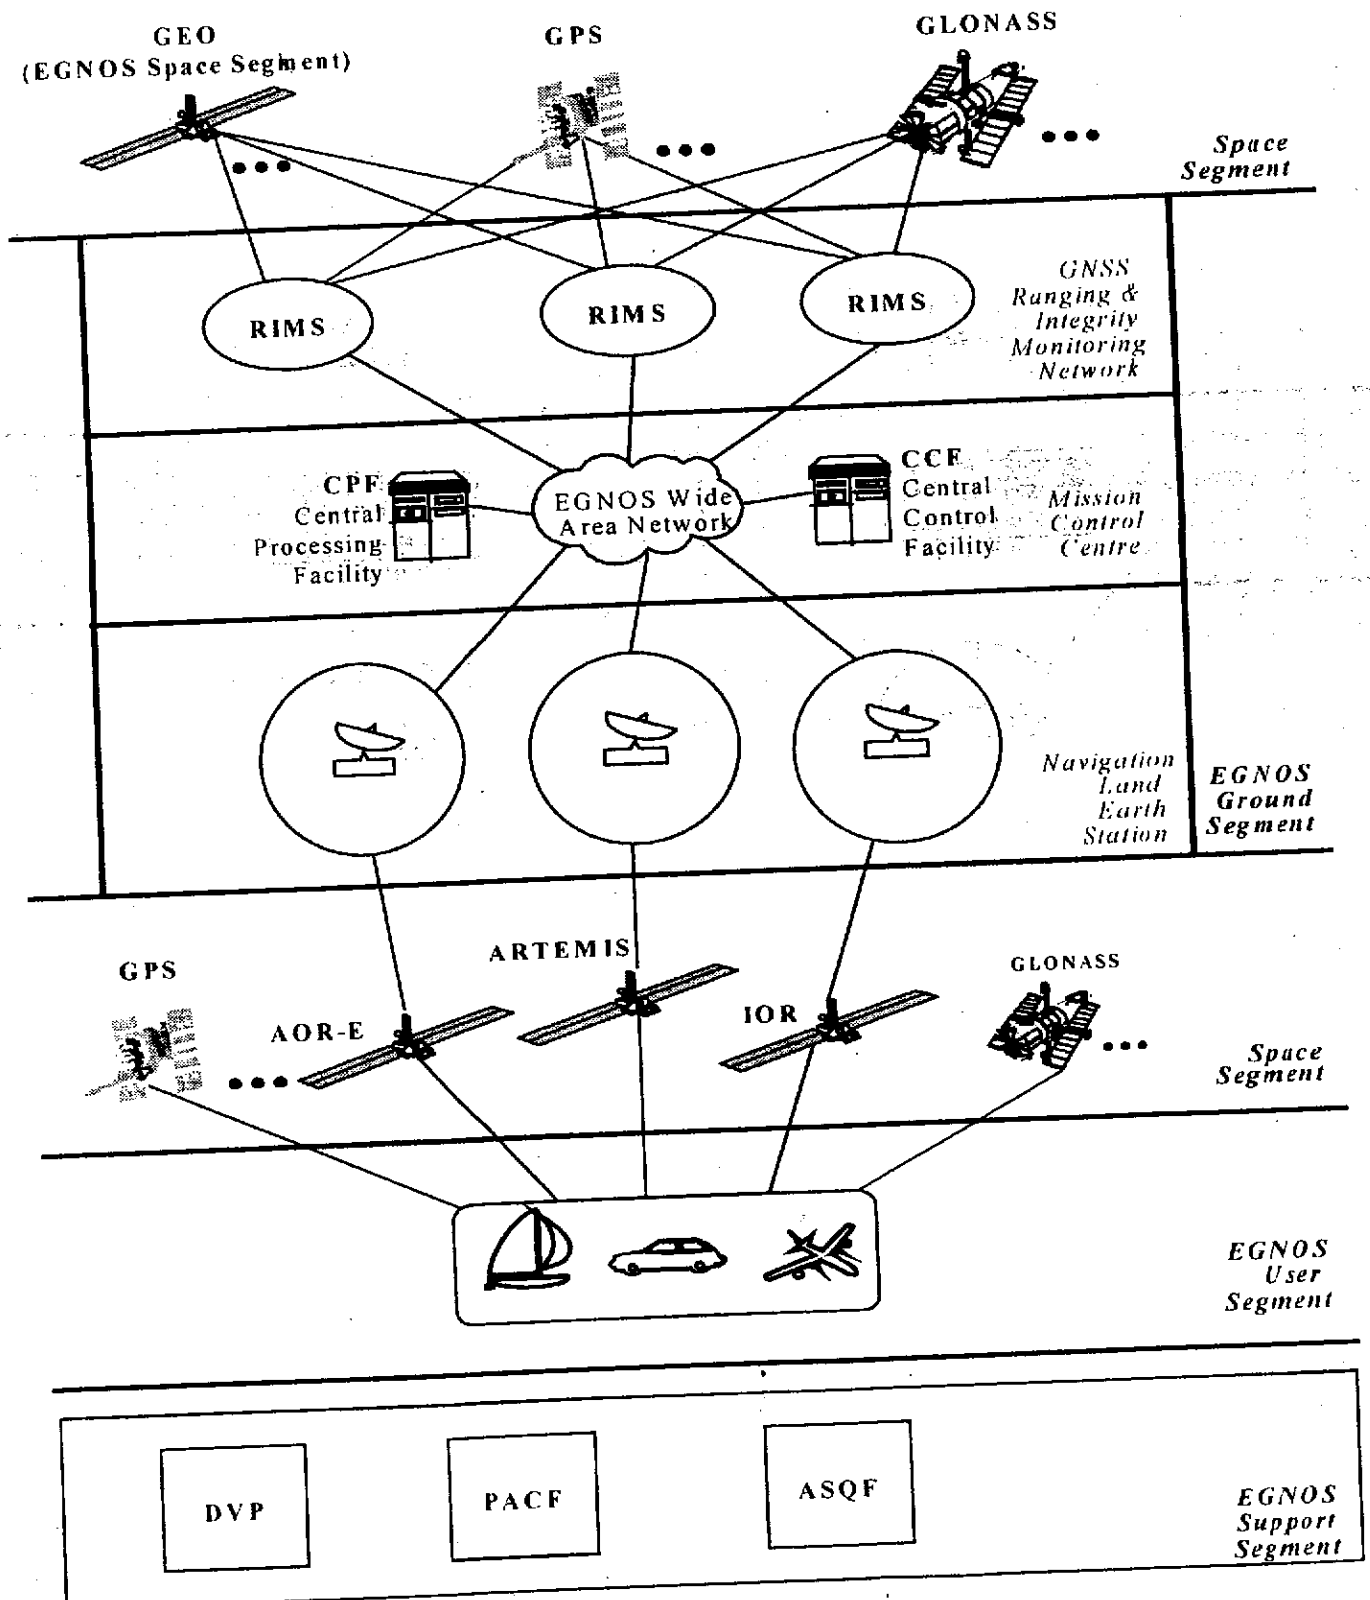 GEO
(EGNOS Space Segment)
GPS
GLONASS
Space
Segment
RIMS
RIMS
RIMS
GNSS
Ranging &
Integrity
Monitoring
Network
CPF
Central
Processing
Facility
EGNOS Wide
Area Network
CCF
Central
Control
Facility
Mission
Control
Centre
Navigation
Land
Earth
Station
EGNOS
Ground
Segment
GPS
AOR-E
ARTEMIS
IOR
GLONASS
Space
Segment
EGNOS
User
Segment
DVP
PACF
ASQF
EGNOS
Support
Segment